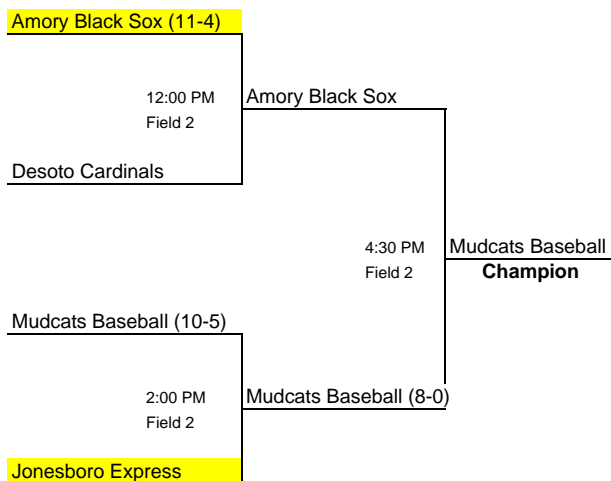 Amory Black Sox (11-4)
12:00 PM
Amory Black Sox
Field 2
Desoto Cardinals
4:30 PM
Mudcats Baseball
Field 2
Champion
Mudcats Baseball (10-5)
2:00 PM
Mudcats Baseball (8-0)
Field 2
Jonesboro Express